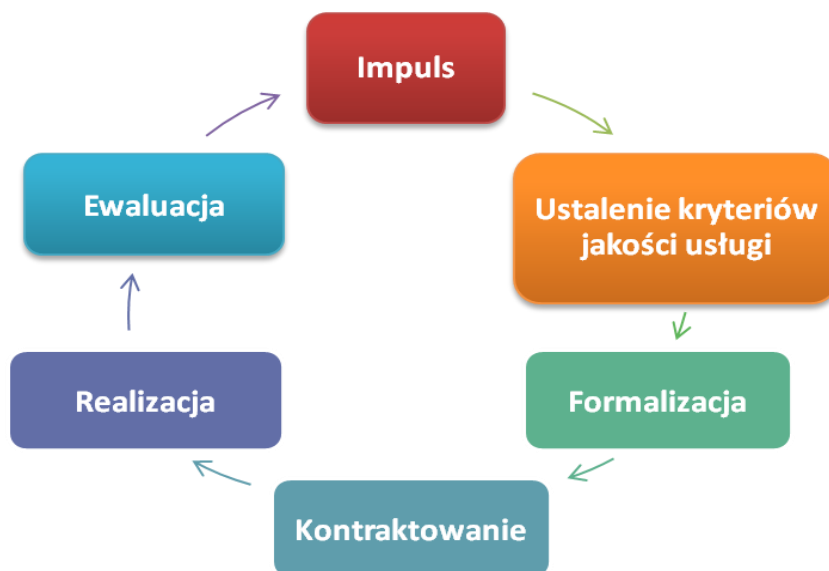 Impuls
Ustalenie kryteriów
jakości usługi
Formalizacja
Kontraktowanie
Realizacja
Ewaluacja